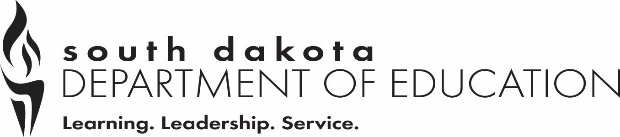 south dakota
DEPARTMENT OF EDUCATION
Learning. Leadership. Service.